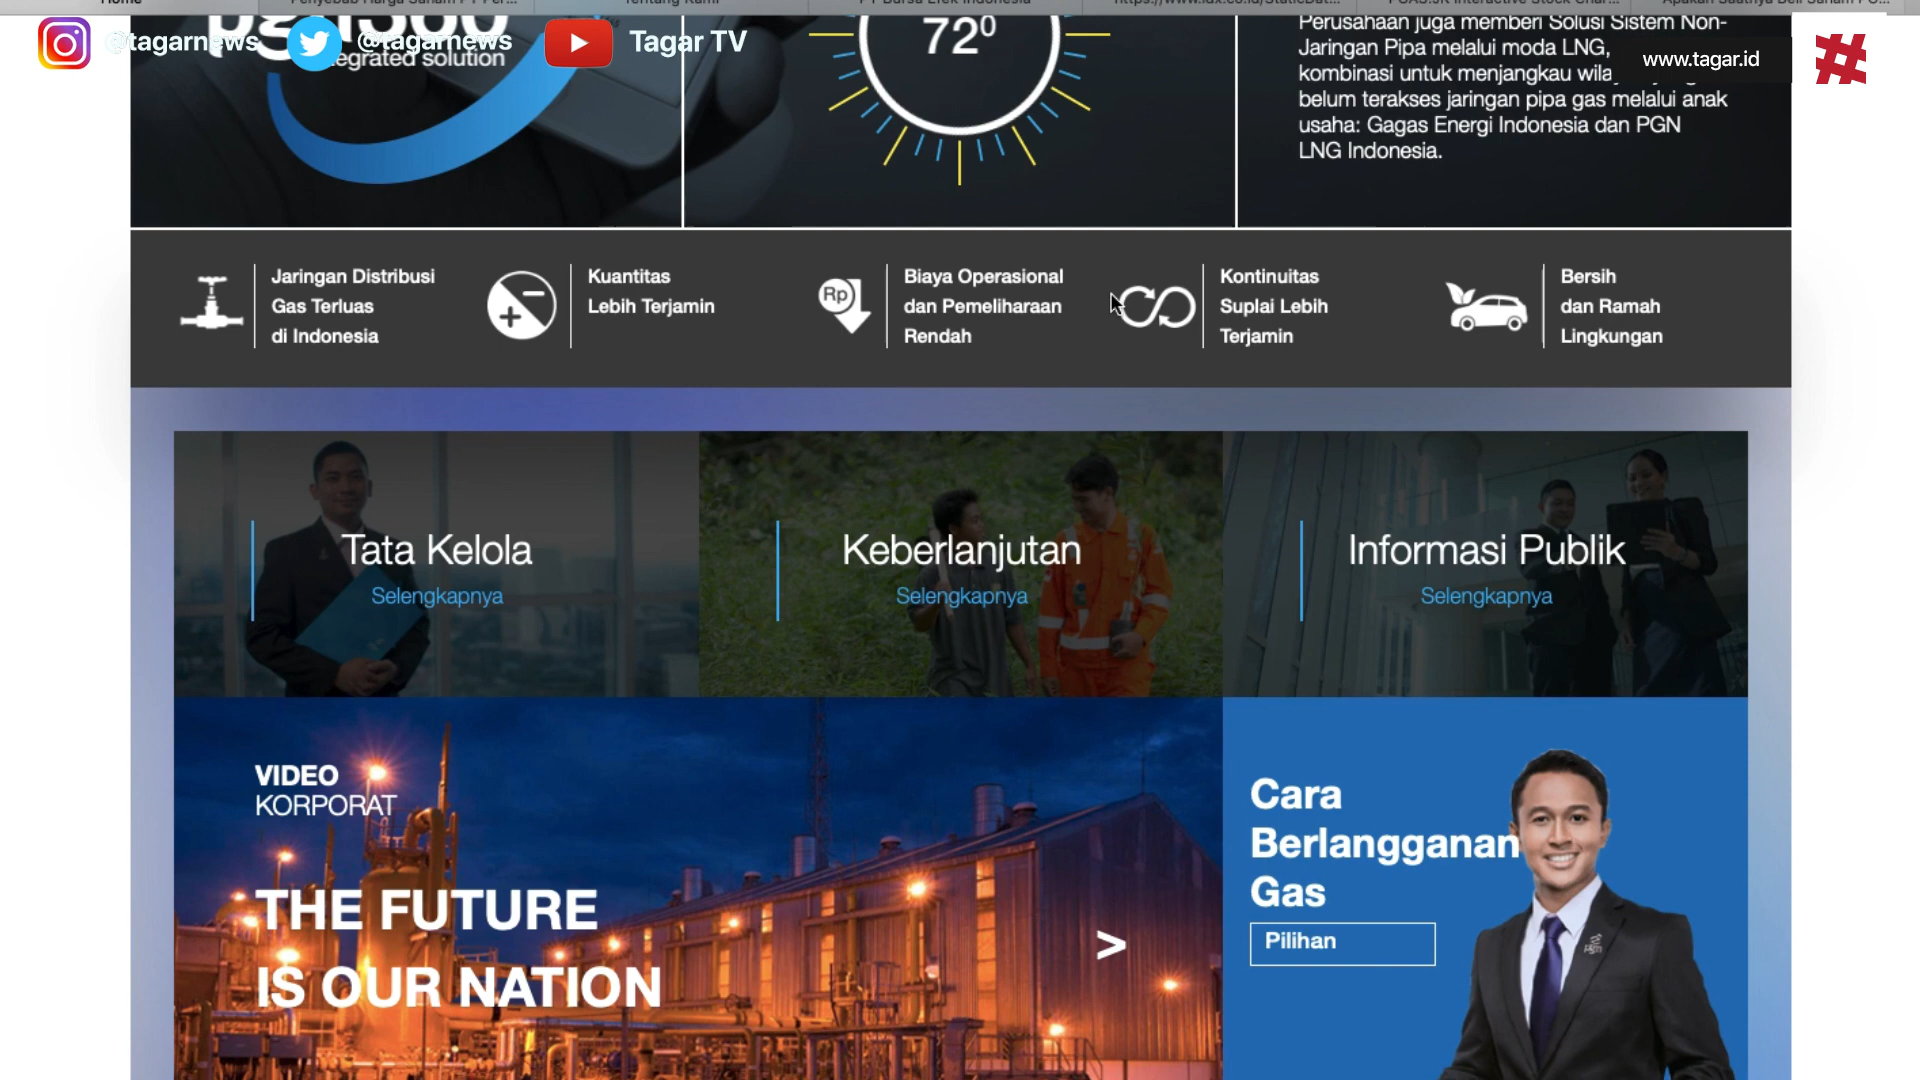 Home
@tagarnews
@tagarnews
Tagar TV
pgn360
integrated solution
72⁰
Perusahaan juga memberi Solusi Sistem Non-
Jaringan Pipa melalui moda LNG,
kombinasi untuk menjangkau
belum terakses jaringan pipa gas melalui anak
usaha: Gagas Energi Indonesia dan PGN
LNG Indonesia.
www.tagar.id
#
Jaringan Distribusi
Gas Terluas
di Indonesia
Kuantitas
Lebih Terjamin
Rp
Biaya Operasional
dan Pemeliharaan
Rendah
Kontinuitas
Suplai Lebih
Terjamin
Bersih
dan Ramah
Lingkungan
Tata Kelola
Selengkapnya
Keberlanjutan
Selengkapnya
Informasi Publik
Selengkapnya
VIDEO
KORPORAT
THE FUTURE
IS OUR NATION
>
Cara
Berlangganan
Gas
Pilihan